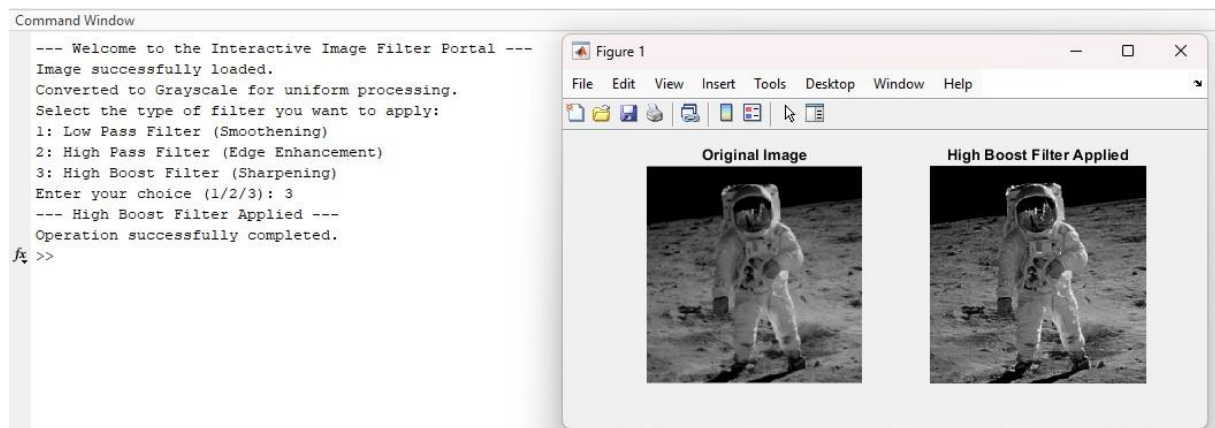 Command Window
--- Welcome to the Interactive Image Filter Portal ---
Image successfully loaded.
Converted to Grayscale for uniform processing.
Select the type of filter you want to apply:
1: Low Pass Filter (Smoothening)
2: High Pass Filter (Edge Enhancement)
3: High Boost Filter (Sharpening)
Enter your choice (1/2/3): 3
--- High Boost Filter Applied ---
Operation successfully completed.
fx >>
Figure 1
File Edit View Insert Tools Desktop Window Help
Original Image
High Boost Filter Applied